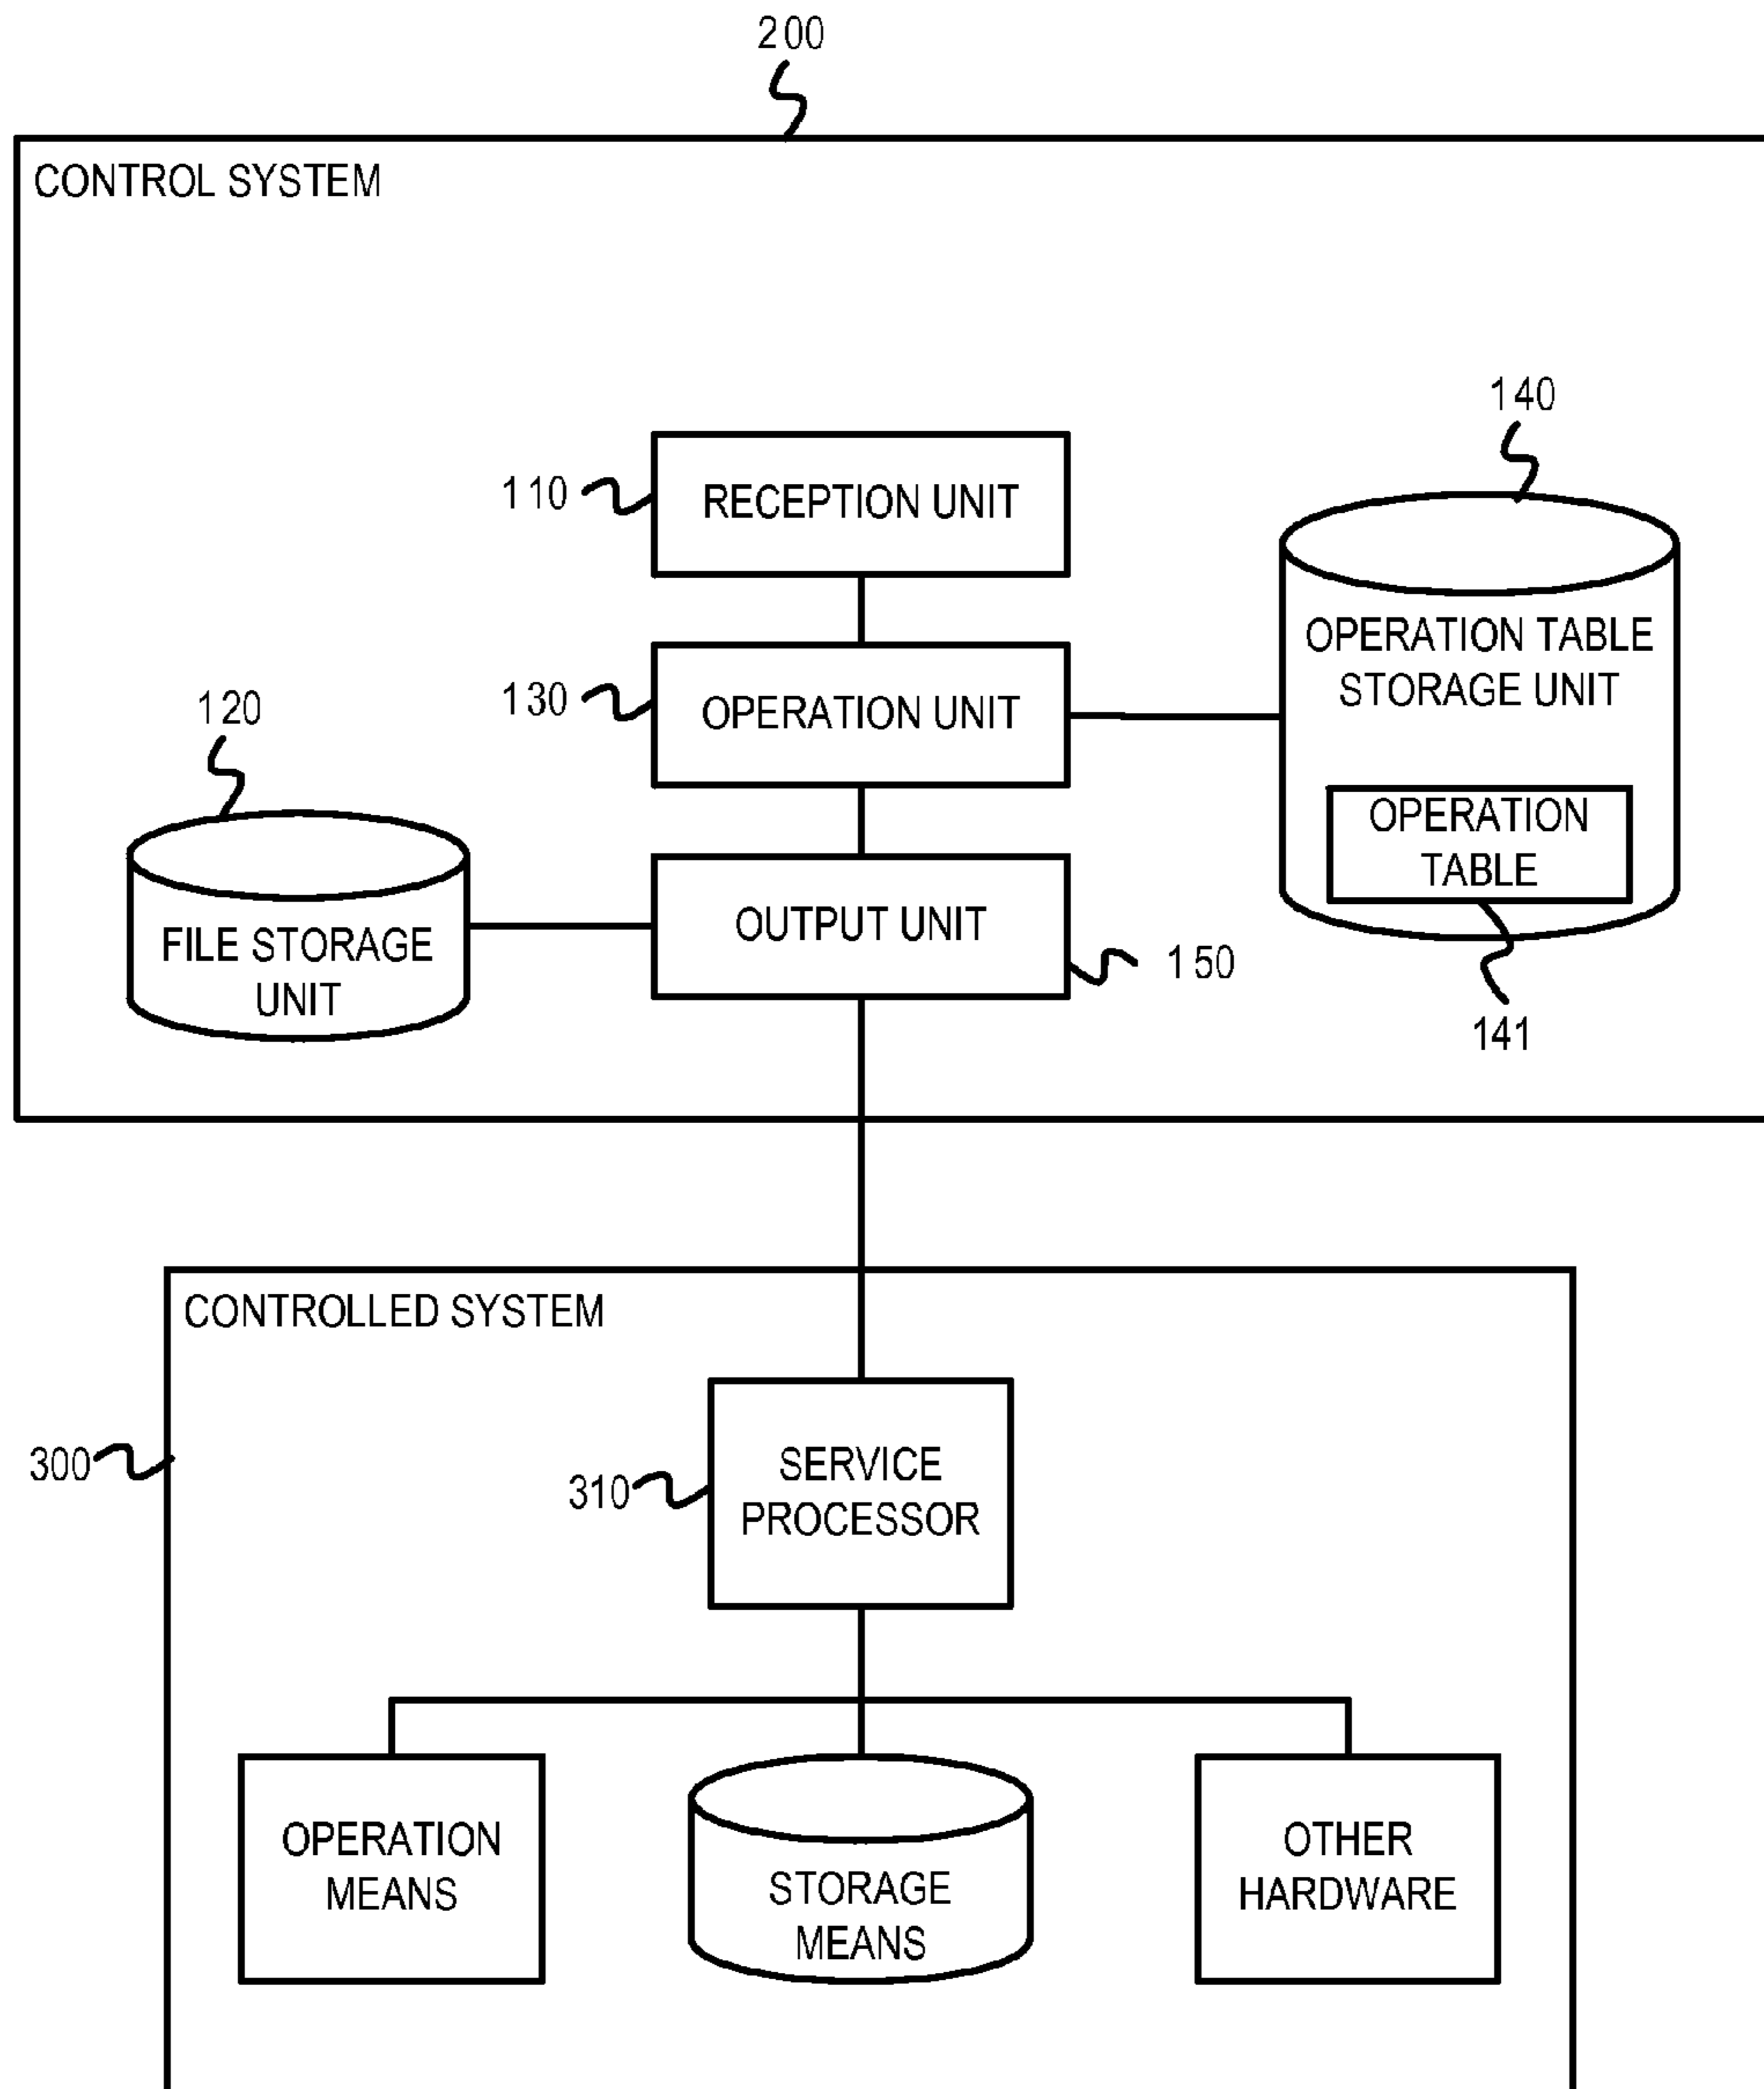 200
CONTROL SYSTEM
140
110
RECEPTION UNIT
OPERATION TABLE
STORAGE UNIT
120
130
OPERATION UNIT
OPERATION
TABLE
FILE STORAGE
UNIT
OUTPUT UNIT
150
141
CONTROLLED SYSTEM
300
310
SERVICE
PROCESSOR
OPERATION
MEANS
STORAGE
MEANS
OTHER
HARDWARE